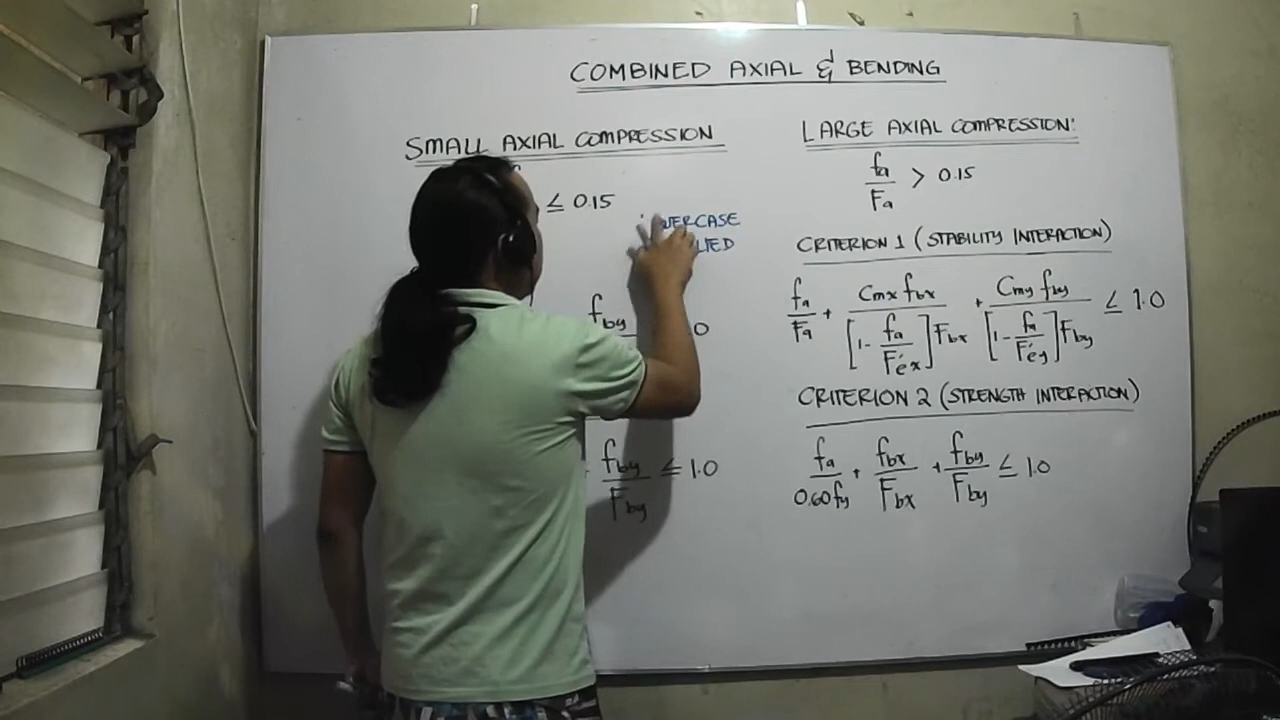 COMBINED AXIAL & BENDING
SMALL AXIAL COMPRESSION
≤ 0.15
fby
0
fby/Fby ≤ 1.0
LARGE AXIAL COMPRESSION:
fa/Fa > 0.15
CRITERION 1 (STABILITY INTERACTION)
fa/Fa + Cmx fbx/[1 - fa/F'ex]Fbx + Cmy fby/[1 - fa/F'ey]Fby ≤ 1.0
CRITERION 2 (STRENGTH INTERACTION)
fa/0.60fy + fbx/Fbx + fby/Fby ≤ 1.0